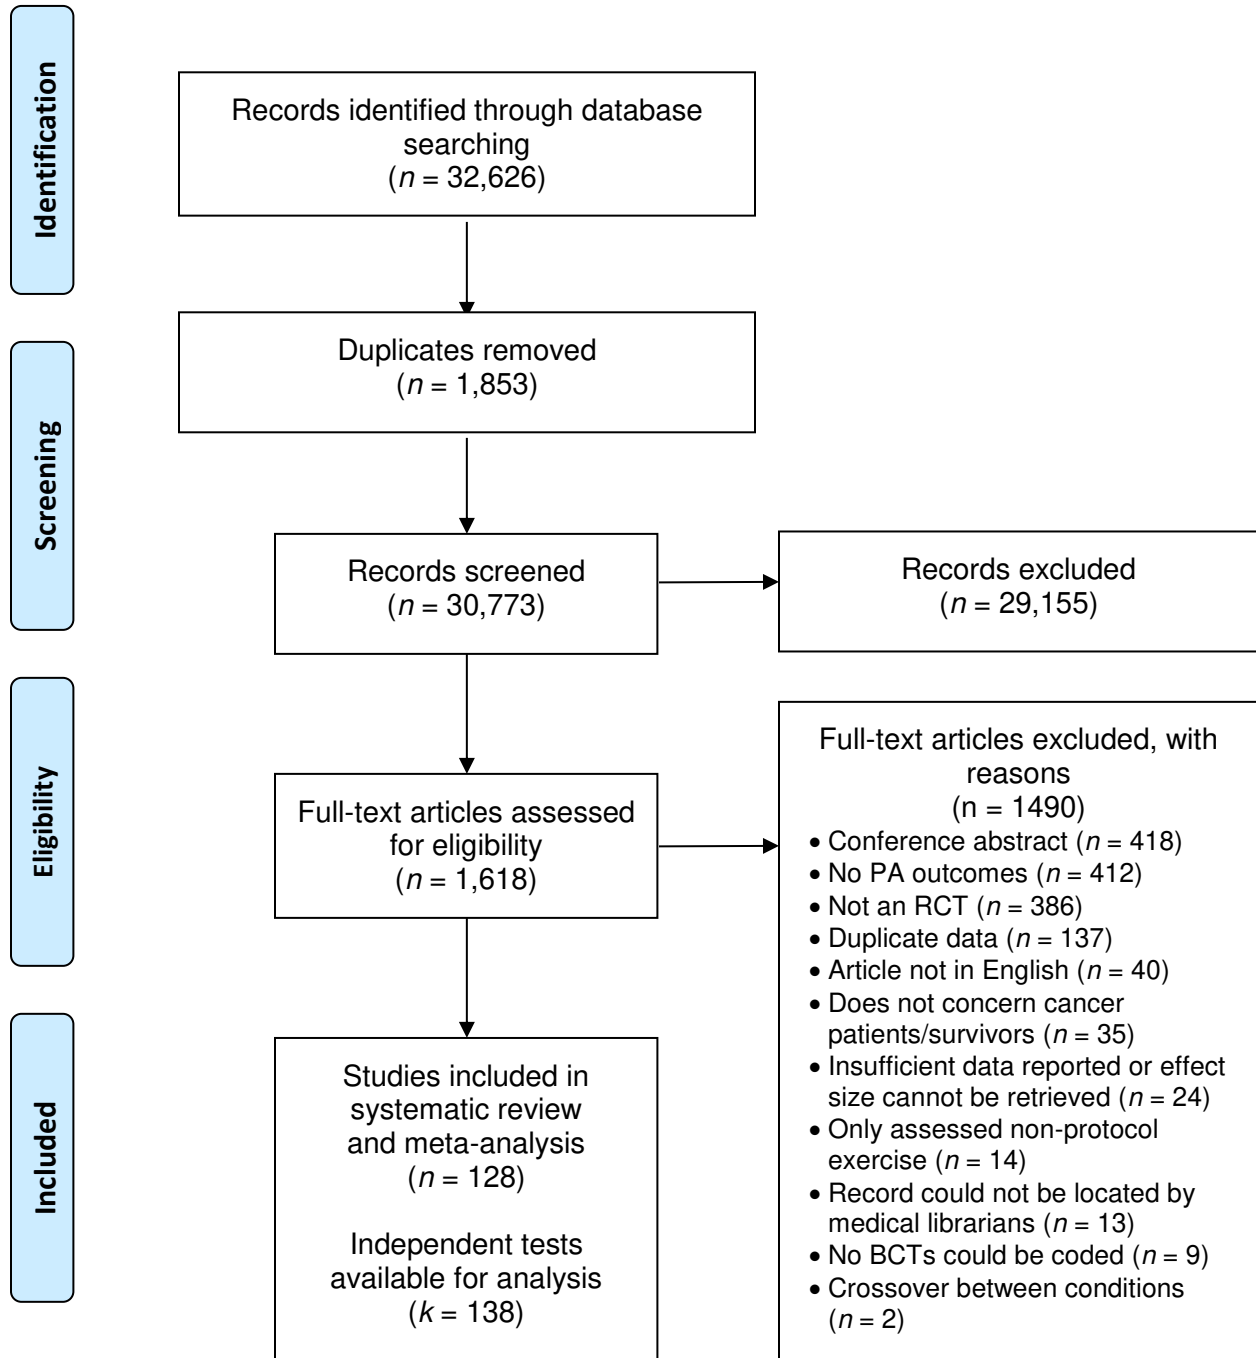 Identification
Records identified through database
searching
(n = 32,626)
Duplicates removed
(n = 1,853)
Screening
Records screened
(n = 30,773)
Records excluded
(n = 29,155)
Eligibility
Full-text articles assessed
for eligibility
(n = 1,618)
Full-text articles excluded, with
reasons
(n = 1490)
• Conference abstract (n = 418)
• No PA outcomes (n = 412)
• Not an RCT (n = 386)
• Duplicate data (n = 137)
• Article not in English (n = 40)
• Does not concern cancer
patients/survivors (n = 35)
• Insufficient data reported or effect
size cannot be retrieved (n = 24)
• Only assessed non-protocol
exercise (n = 14)
• Record could not be located by
medical librarians (n = 13)
• No BCTs could be coded (n = 9)
• Crossover between conditions
(n = 2)
Included
Studies included in
systematic review
and meta-analysis
(n = 128)
Independent tests
available for analysis
(k = 138)